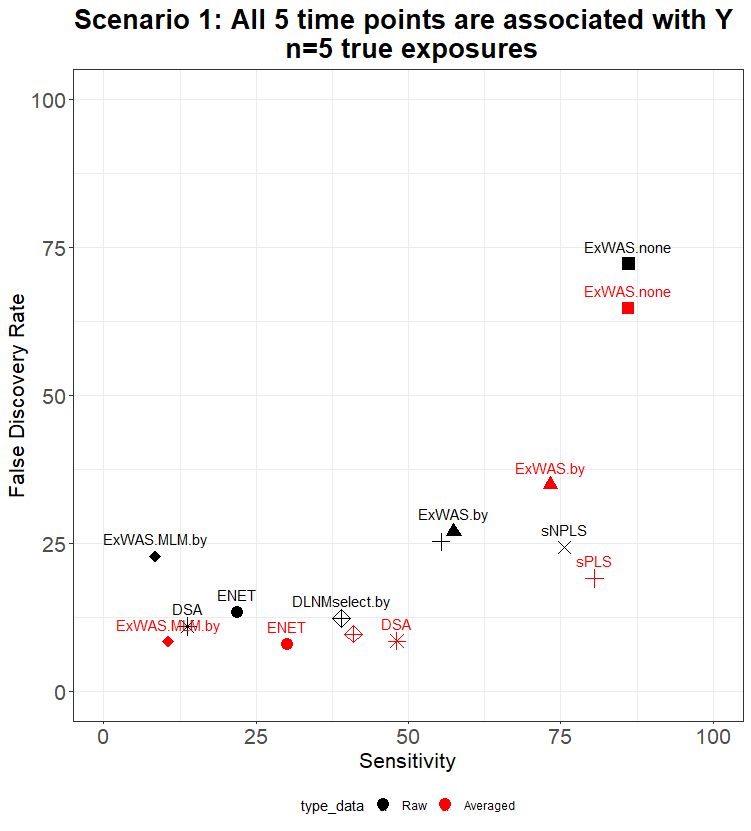 Scenario 1: All 5 time points are associated with Y
n=5 true exposures
False Discovery Rate
100
75
50
25
0
ExWAS.none
ExWAS.none
ExWAS.by
ExWAS.by
sNPLS
sPLS
ExWAS.MLM.by
ENET
DLNMselect.by
DSA
ExWAS.MLM.by
ENET
DSA
0 25 50 75 100
Sensitivity
type_data Raw Averaged